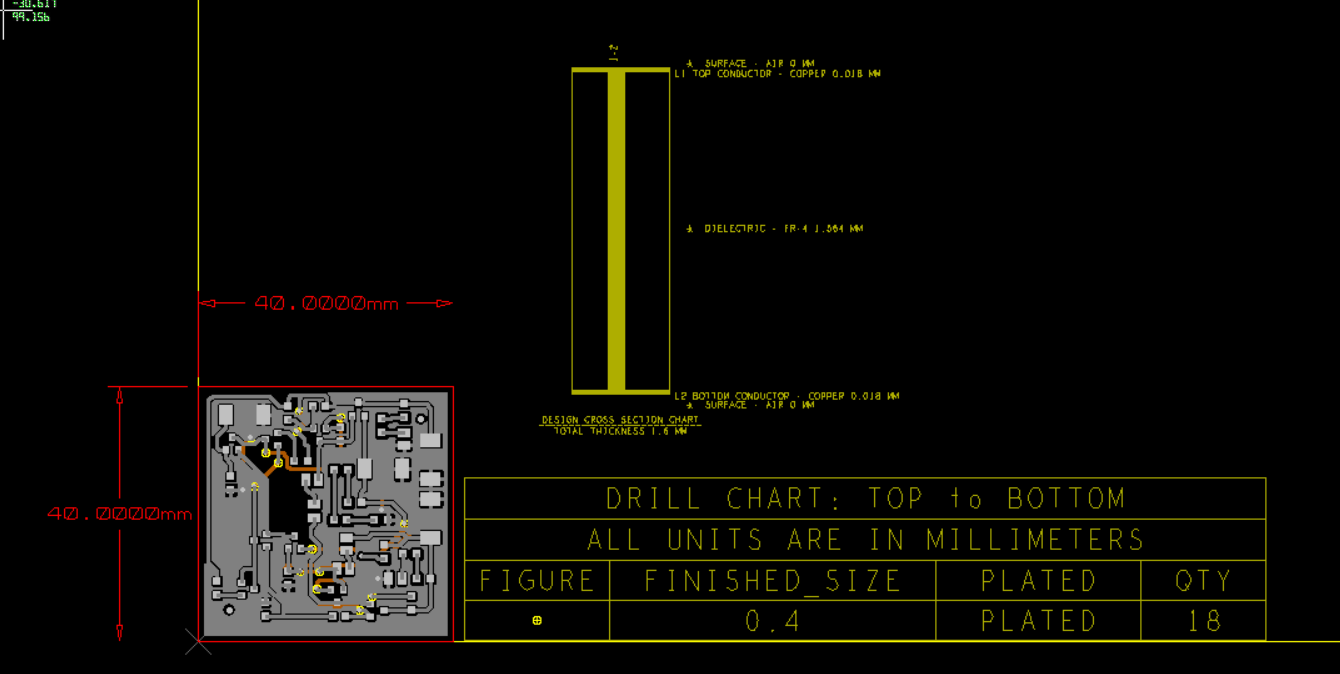 -30.617
99.156
1-2
SURFACE - AIR 0 MM
L1 TOP CONDUCTOR - COPPER 0.018 MM
DIELECTRIC - FR-4 1.564 MM
L2 BOTTOM CONDUCTOR - COPPER 0.018 MM
SURFACE - AIR 0 MM
DESIGN CROSS SECTION CHART
TOTAL THICKNESS 1.6 MM
40.0000mm
40.0000mm
DRILL CHART: TOP to BOTTOM
ALL UNITS ARE IN MILLIMETERS
FIGURE FINISHED_SIZE PLATED QTY
0.4 PLATED 18